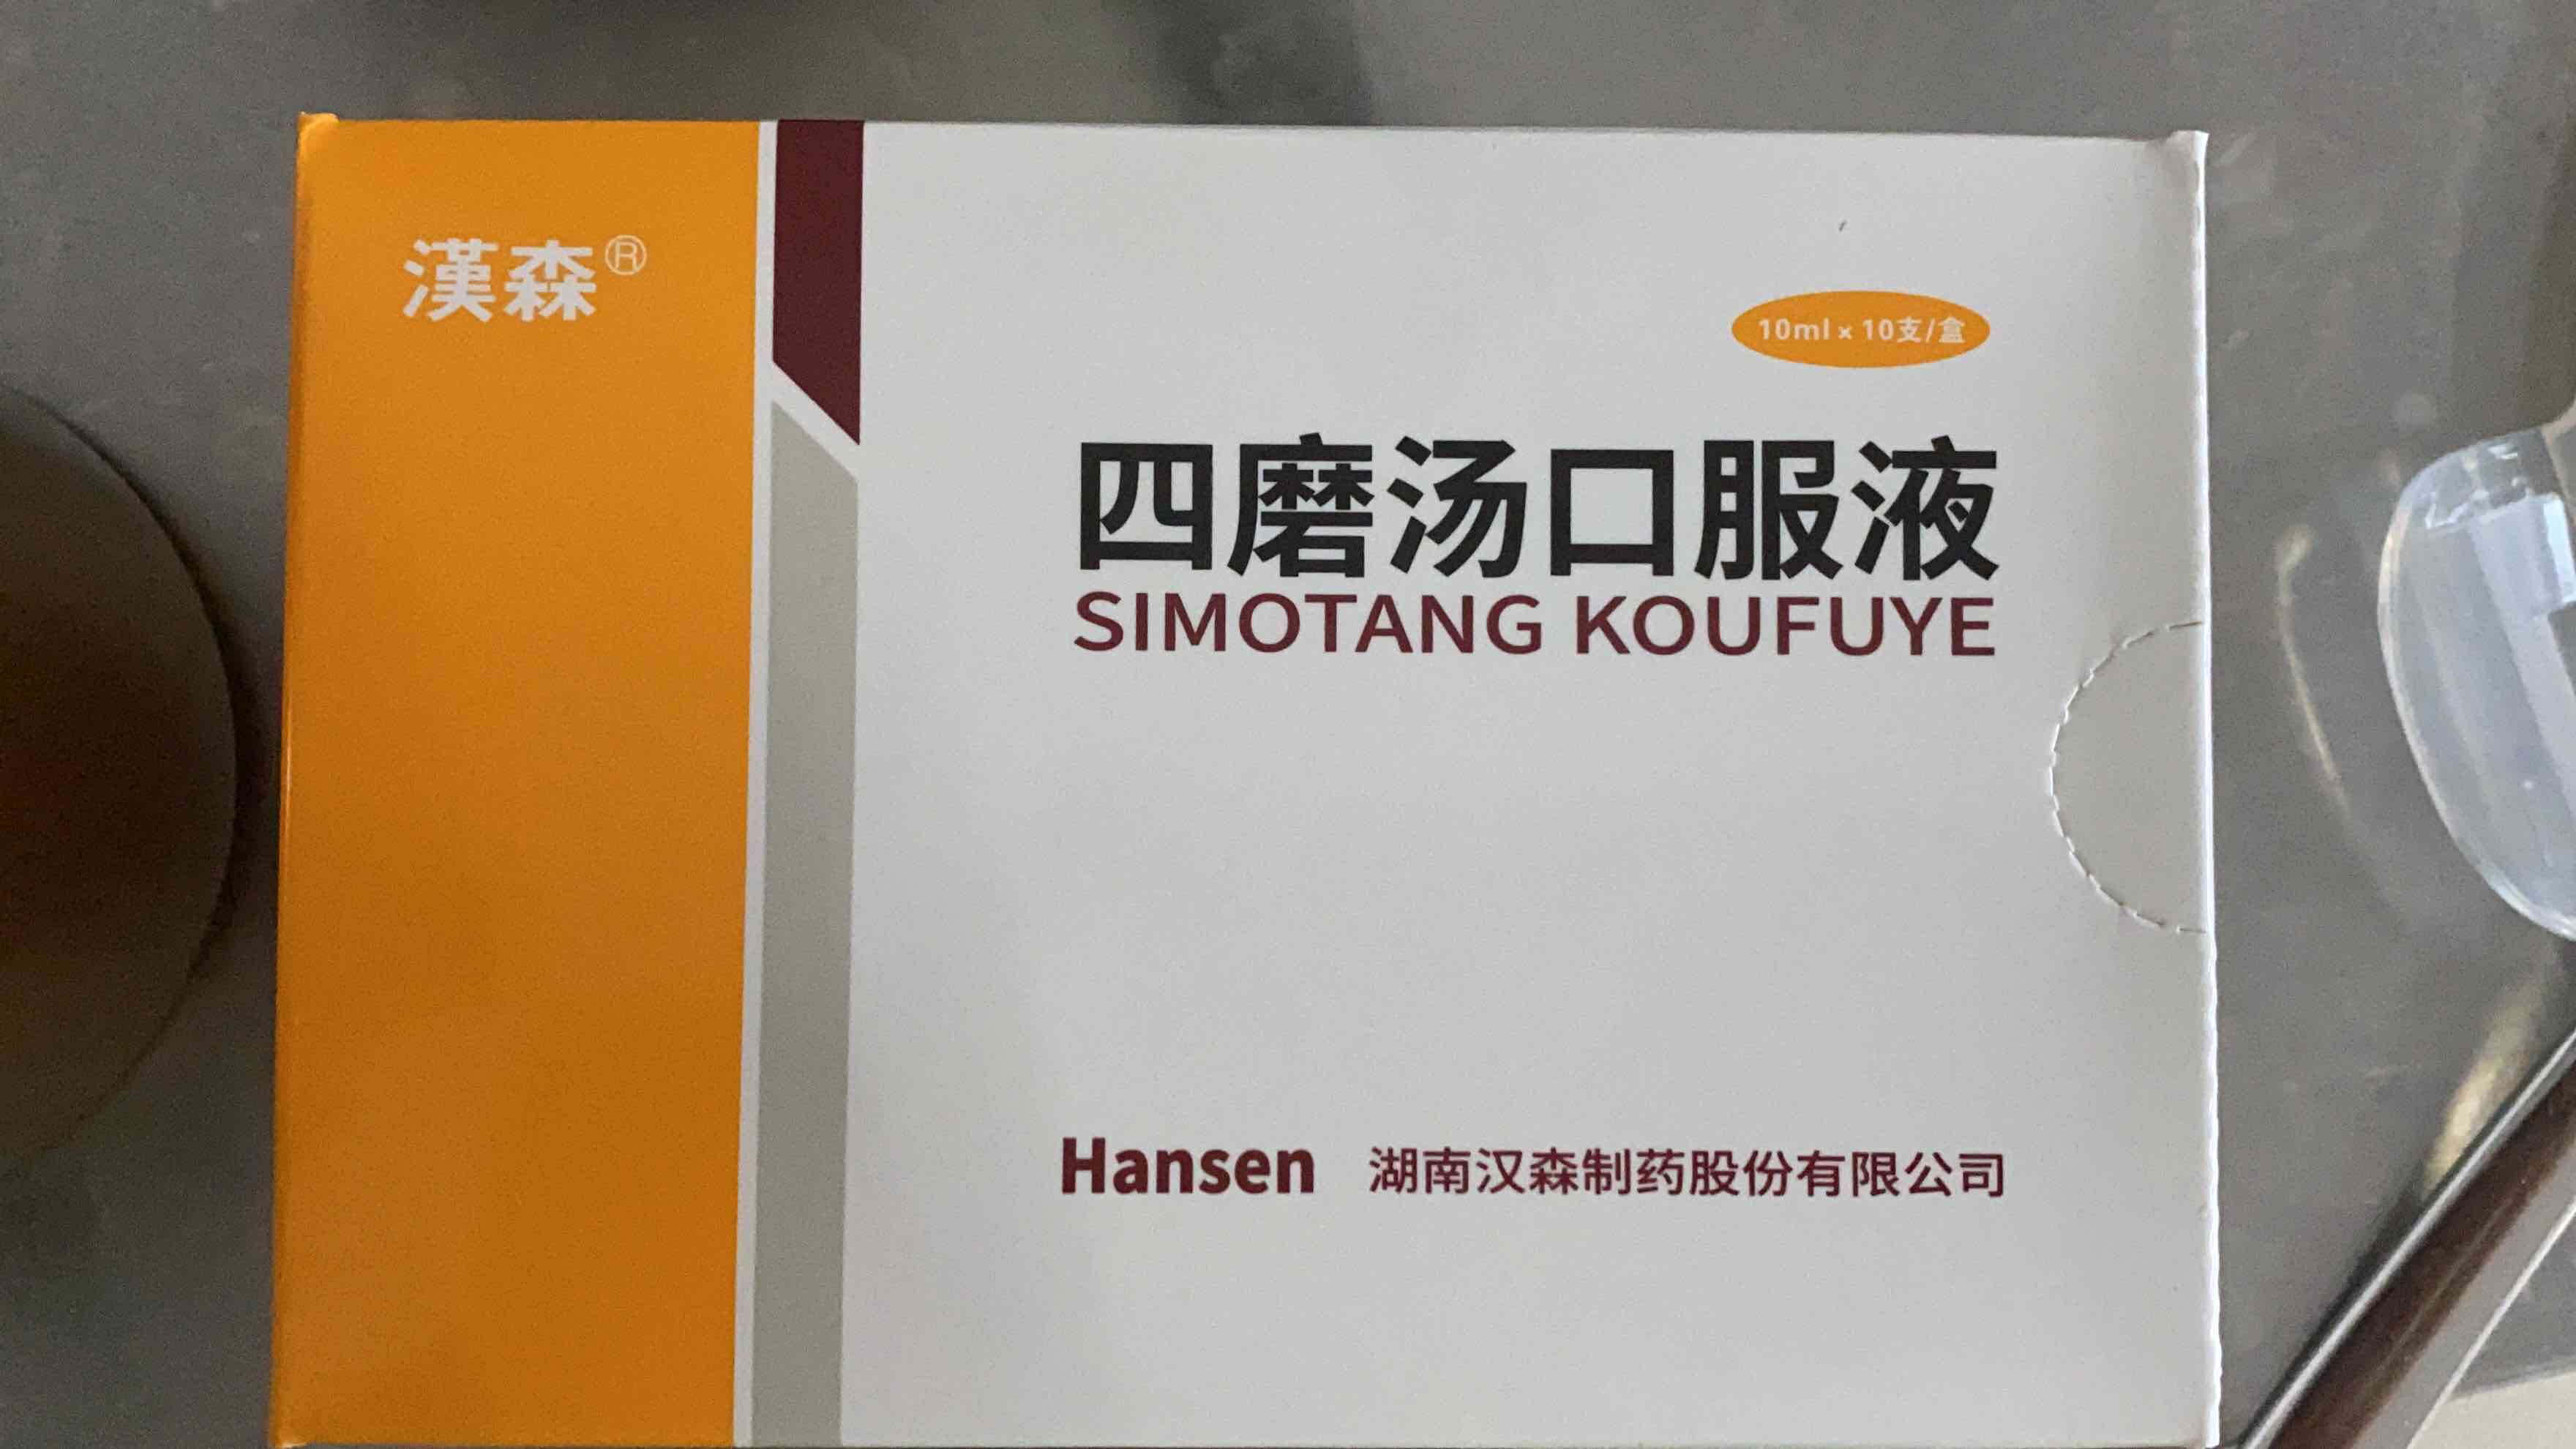 漢森®
10ml × 10支/盒
四磨汤口服液
SIMOTANG KOUFUYE
Hansen 湖南汉森制药股份有限公司